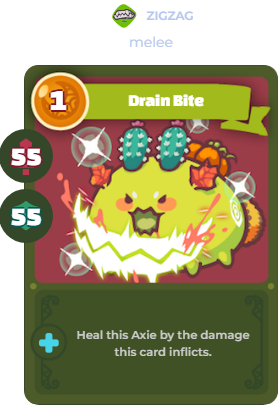 ZIGZAG
melee
1
Drain Bite
55
55
Heal this Axie by the damage
this card inflicts.